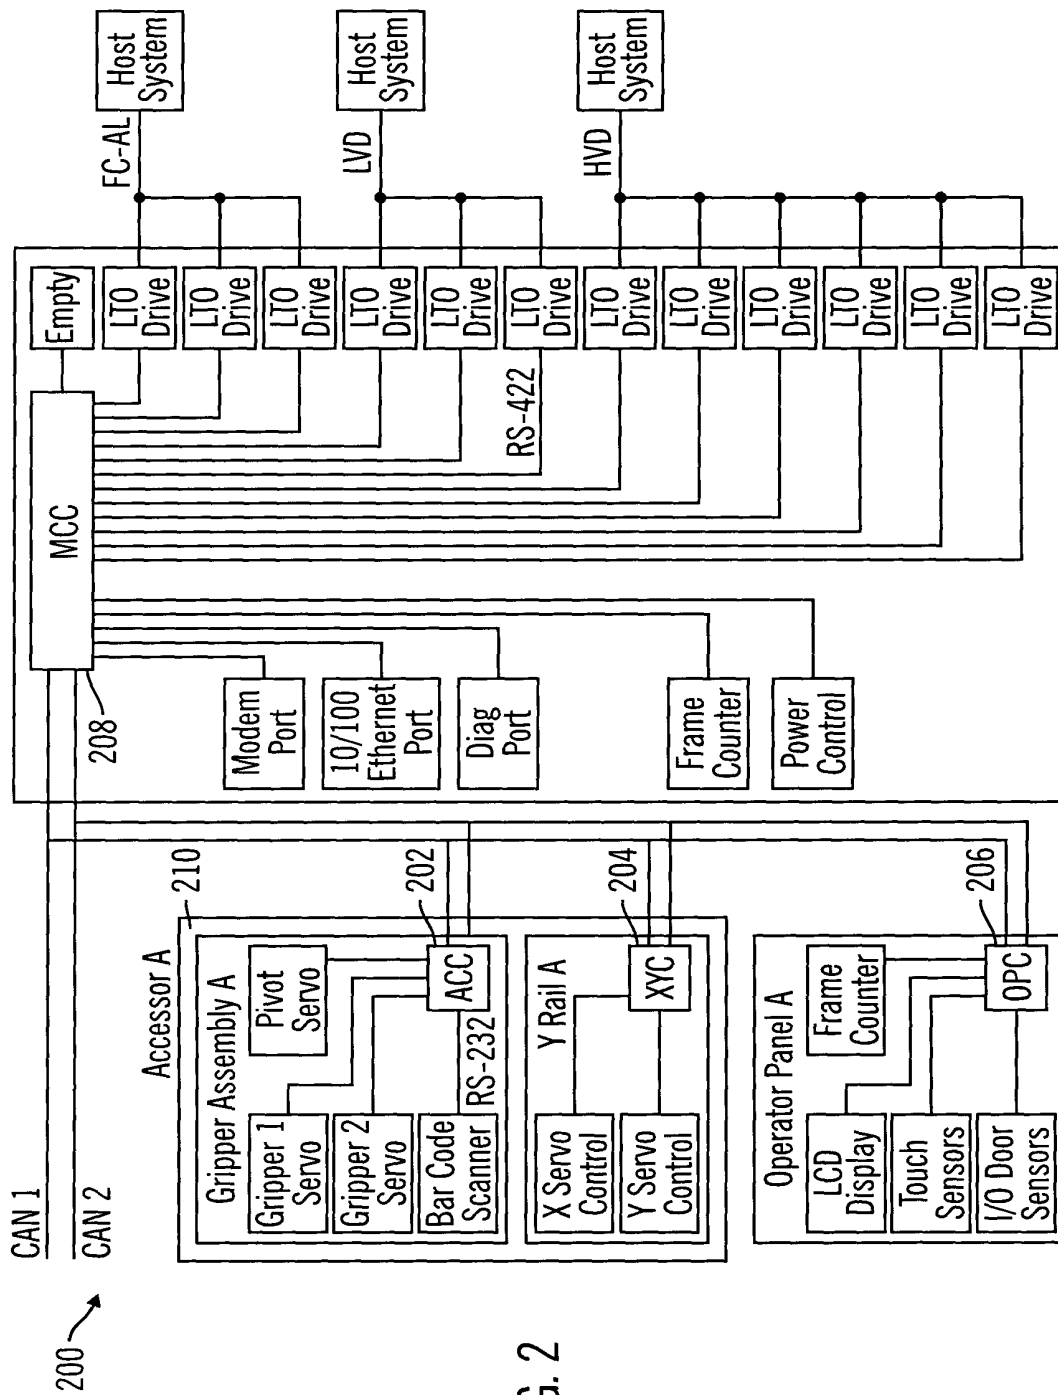 200
CAN 1
CAN 2
208
MCC
Empty
LTO
Drive
LTO
Drive
LTO
Drive
LTO
Drive
LTO
Drive
LTO
Drive
LTO
Drive
LTO
Drive
LTO
Drive
LTO
Drive
LTO
Drive
LTO
Drive
RS-422
FC-AL
Host
System
LVD
Host
System
HVD
Host
System
Modem
Port
10/100
Ethernet
Port
Diag
Port
Frame
Counter
Power
Control
Accessor A
210
Gripper Assembly A
Gripper 1
Servo
Pivot
Servo
Gripper 2
Servo
Bar Code
Scanner
RS-232
ACC
202
Y Rail A
X Servo
Control
Y Servo
Control
XYC
204
Operator Panel A
LCD
Display
Frame
Counter
Touch
Sensors
I/O Door
Sensors
OPC
206
G. 2